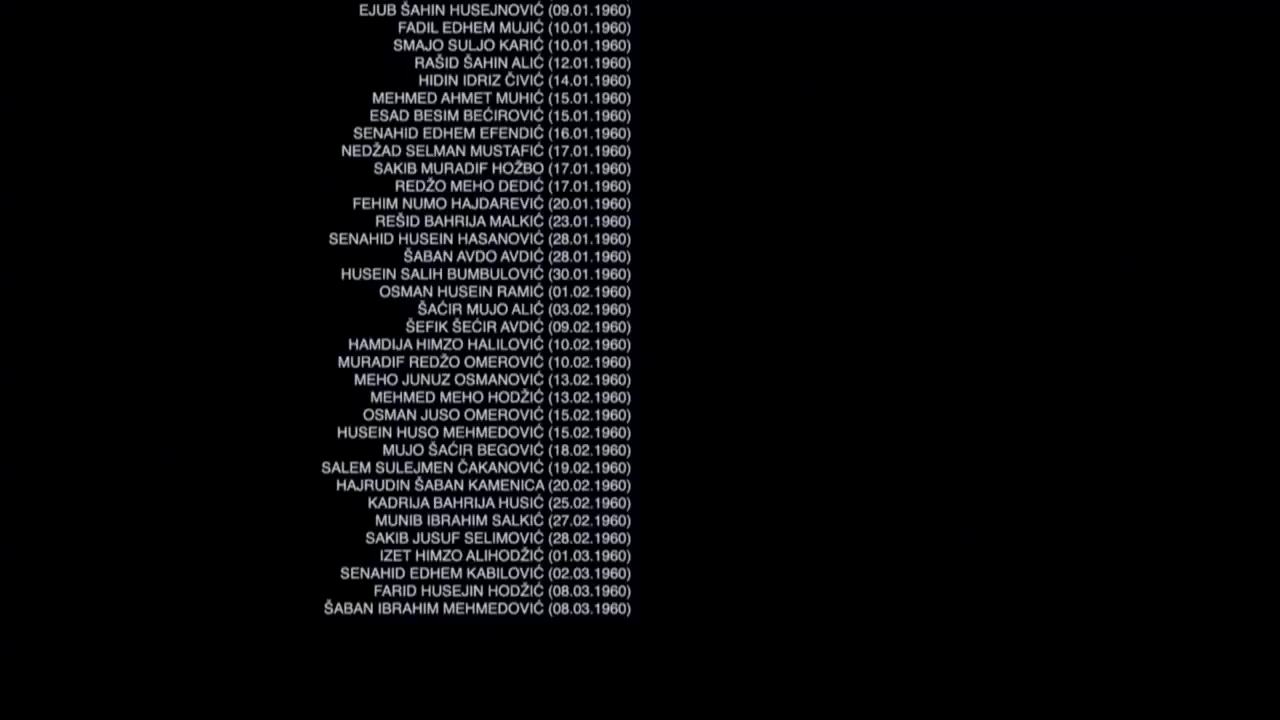 EJUB ŠAHIN HUSEJNOVIĆ (09.01.1960)
FADIL EDHEM MUJIĆ (10.01.1960)
SMAJO SULJO KARIĆ (10.01.1960)
RAŠID ŠAHIN ALIĆ (12.01.1960)
HIDIN IDRIZ ČIVIĆ (14.01.1960)
MEHMED AHMET MUHIĆ (15.01.1960)
ESAD BESIM BEĆIROVIĆ (15.01.1960)
SENAHID EDHEM EFENDIĆ (16.01.1960)
NEDŽAD SELMAN MUSTAFIĆ (17.01.1960)
SAKIB MURADIF HOŽBO (17.01.1960)
REDŽO MEHO DEDIĆ (17.01.1960)
FEHIM NUMO HAJDAREVIĆ (20.01.1960)
REŠID BAHRIJA MALKIĆ (23.01.1960)
SENAHID HUSEIN HASANOVIĆ (28.01.1960)
ŠABAN AVDO AVDIĆ (28.01.1960)
HUSEIN SALIH BUMBULOVIĆ (30.01.1960)
OSMAN HUSEIN RAMIĆ (01.02.1960)
ŠAĆIR MUJO ALIĆ (03.02.1960)
ŠEFIK ŠEĆIR AVDIĆ (09.02.1960)
HAMDIJA HIMZO HALILOVIĆ (10.02.1960)
MURADIF REDŽO OMEROVIĆ (10.02.1960)
MEHO JUNUZ OSMANOVIĆ (13.02.1960)
MEHMED MEHO HODŽIĆ (13.02.1960)
OSMAN JUSO OMEROVIĆ (15.02.1960)
HUSEIN HUSO MEHMEDOVIĆ (15.02.1960)
MUJO ŠAĆIR BEGOVIĆ (18.02.1960)
SALEM SULEJMEN ČAKANOVIĆ (19.02.1960)
HAJRUDIN ŠABAN KAMENICA (20.02.1960)
KADRIJA BAHRIJA HUSIĆ (25.02.1960)
MUNIB IBRAHIM SALKIĆ (27.02.1960)
SAKIB JUSUF SELIMOVIĆ (28.02.1960)
IZET HIMZO ALIHODŽIĆ (01.03.1960)
SENAHID EDHEM KABILOVIĆ (02.03.1960)
FARID HUSEJIN HODŽIĆ (08.03.1960)
ŠABAN IBRAHIM MEHMEDOVIĆ (08.03.1960)